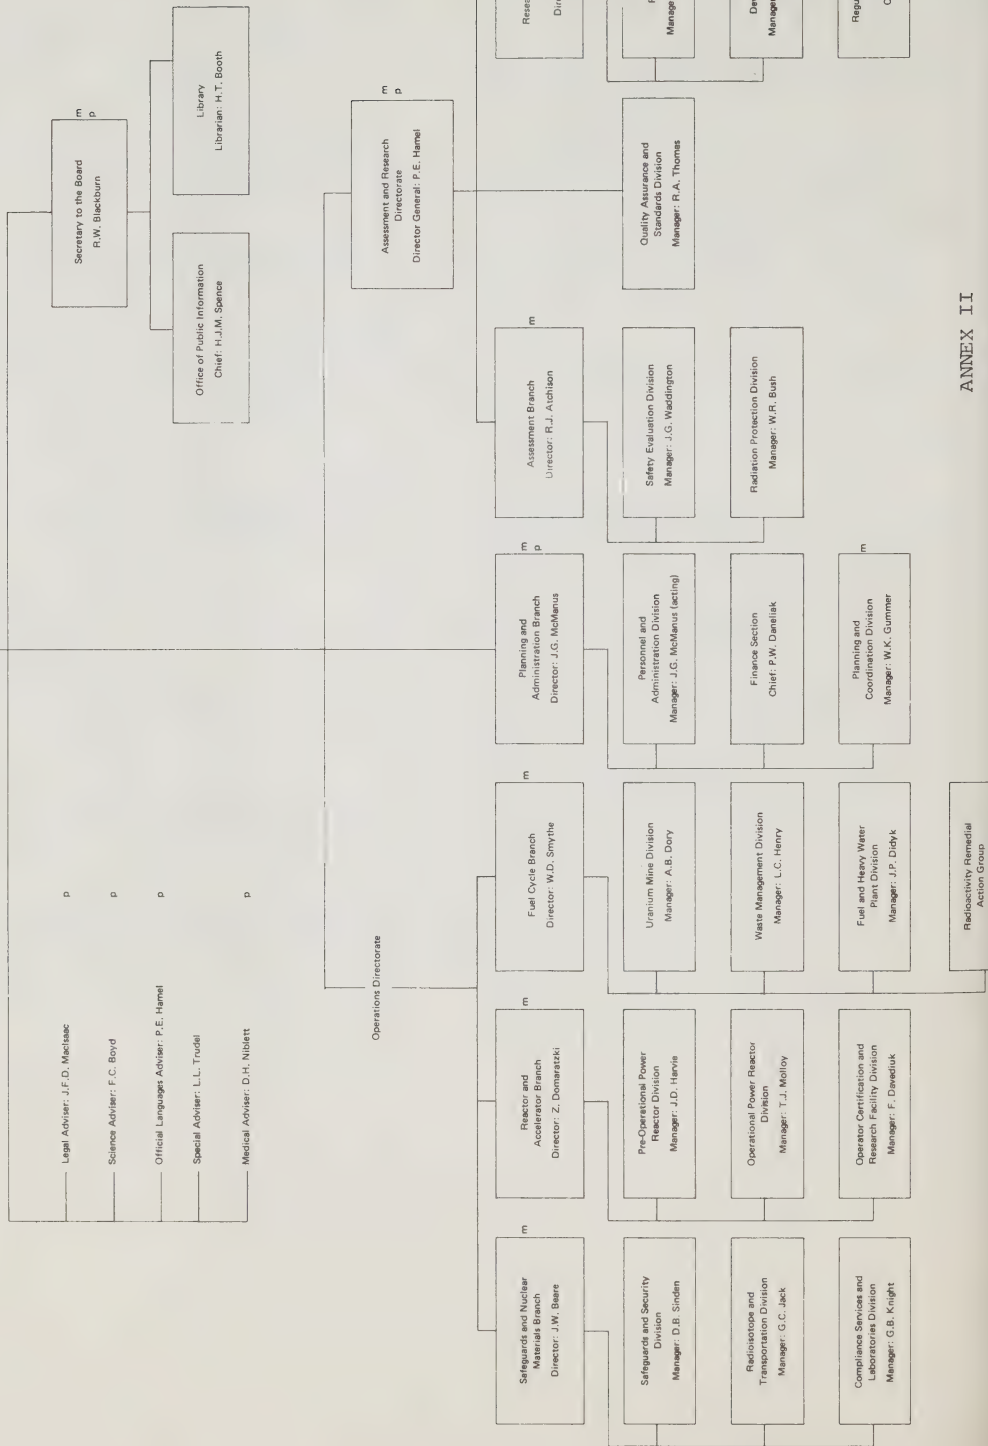 Secretary to the Board
R.W. Blackburn
m
p
Office of Public Information
Chief: H.J.M. Spence
Library
Librarian: H.T. Booth
Legal Adviser: J.F.D. MacIsaac p
Science Adviser: F.C. Boyd p
Official Languages Adviser: P.E. Hamel p
Special Adviser: L.L. Trudel
Medical Adviser: D.H. Niblett p
Operations Directorate
Assessment and Research
Directorate
Director General: P.E. Hamel
m
p
Safeguards and Nuclear
Materials Branch
Director: J.W. Beare
m
Reactor and
Accelerator Branch
Director: Z. Domaratzki
m
Fuel Cycle Branch
Director: W.D. Smythe
m
Planning and
Administration Branch
Director: J.G. McManus
m
p
Assessment Branch
Director: R.J. Atchison
m
Safeguards and Security
Division
Manager: D.B. Sinden
Pre-Operational Power
Reactor Division
Manager: J.D. Harvie
Uranium Mine Division
Manager: A.B. Dory
Personnel and
Administration Division
Manager: J.G. McManus (acting)
Safety Evaluation Division
Manager: J.G. Waddington
Quality Assurance and
Standards Division
Manager: R.A. Thomas
Manager
Radioisotope and
Transportation Division
Manager: G.C. Jack
Operational Power Reactor
Division
Manager: T.J. Molloy
Waste Management Division
Manager: L.C. Henry
Finance Section
Chief: P.W. Daneliak
Radiation Protection Division
Manager: W.R. Bush
Manager
Compliance Services and
Laboratories Division
Manager: G.B. Knight
Operator Certification and
Research Facility Division
Manager: F. Davediuk
Fuel and Heavy Water
Plant Division
Manager: J.P. Didyk
Planning and
Coordination Division
Manager: W.K. Gummer
m
Radioactivity Remedial
Action Group
ANNEX II